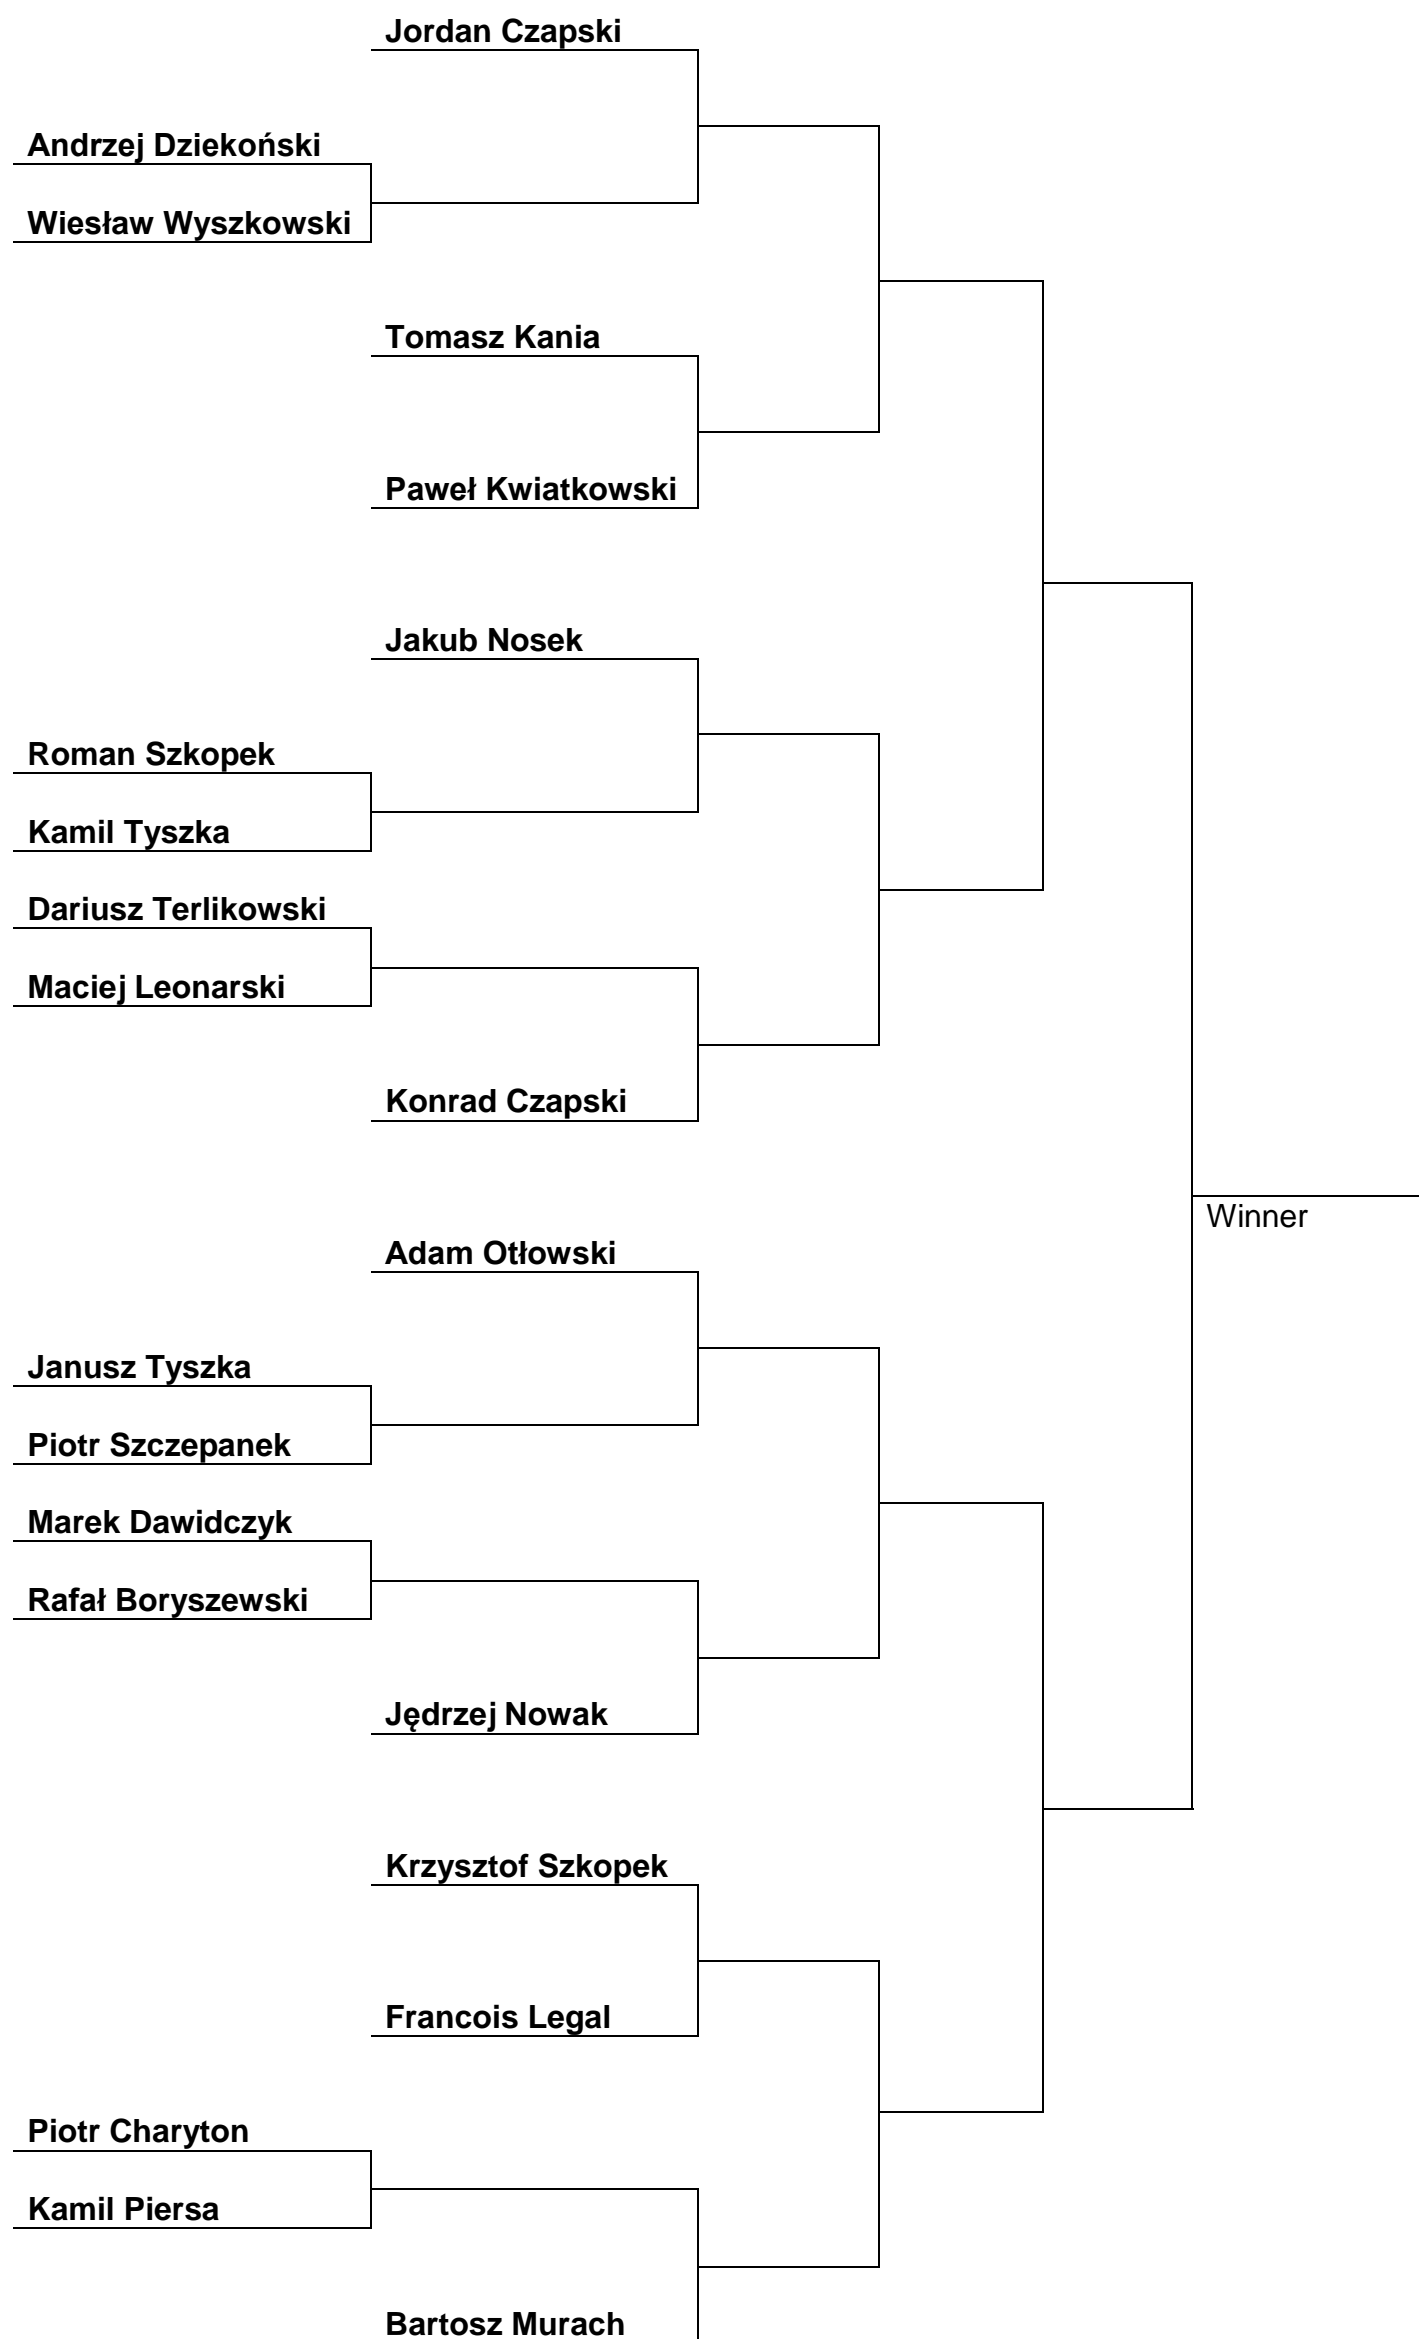 Jordan Czapski
Andrzej Dziekoński
Wiesław Wyszkowski
Tomasz Kania
Paweł Kwiatkowski
Jakub Nosek
Roman Szkopek
Kamil Tyszka
Dariusz Terlikowski
Maciej Leonarski
Konrad Czapski
Winner
Adam Otłowski
Janusz Tyszka
Piotr Szczepanek
Marek Dawidczyk
Rafał Boryszewski
Jędrzej Nowak
Krzysztof Szkopek
Francois Legal
Piotr Charyton
Kamil Piersa
Bartosz Murach